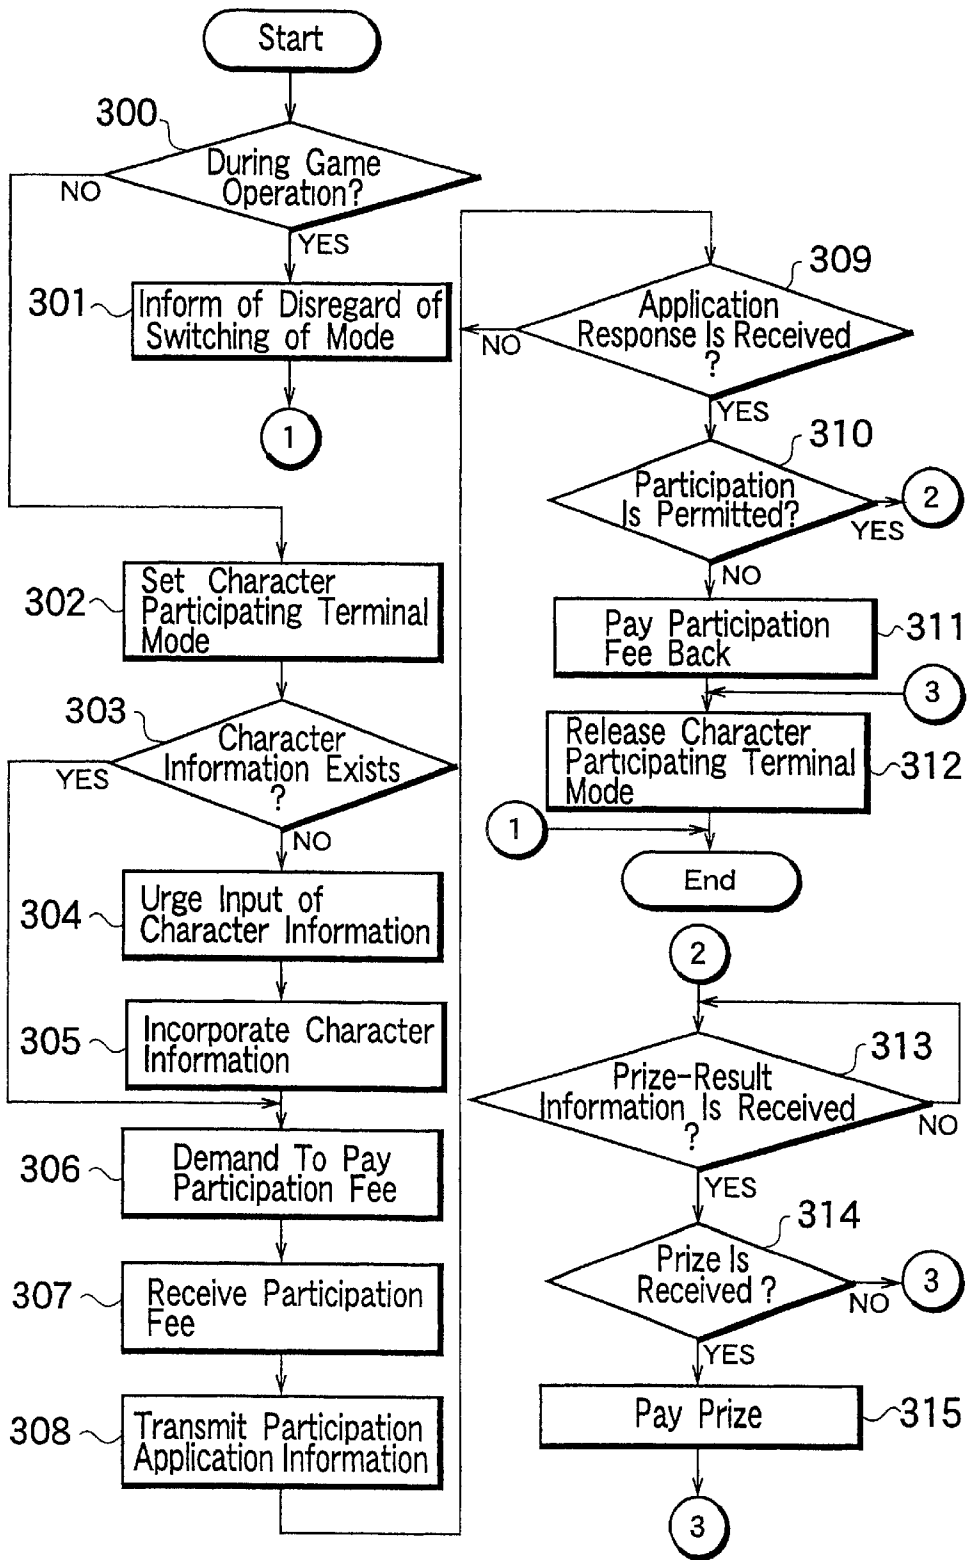 Start
300
During Game
Operation?
NO
YES
301
Inform of Disregard of
Switching of Mode
1
302
Set Character
Participating Terminal
Mode
303
Character
Information Exists
?
YES
NO
304
Urge Input of
Character Information
305
Incorporate Character
Information
306
Demand To Pay
Participation Fee
307
Receive Participation
Fee
308
Transmit Participation
Application Information
309
Application
Response Is Received
?
NO
YES
310
Participation
Is Permitted?
2
YES
NO
Pay Participation
Fee Back
311
3
Release Character
Participating Terminal
Mode
312
1
End
2
313
Prize-Result
Information Is Received
?
NO
YES
314
Prize Is
Received ?
3
NO
YES
Pay Prize
315
3